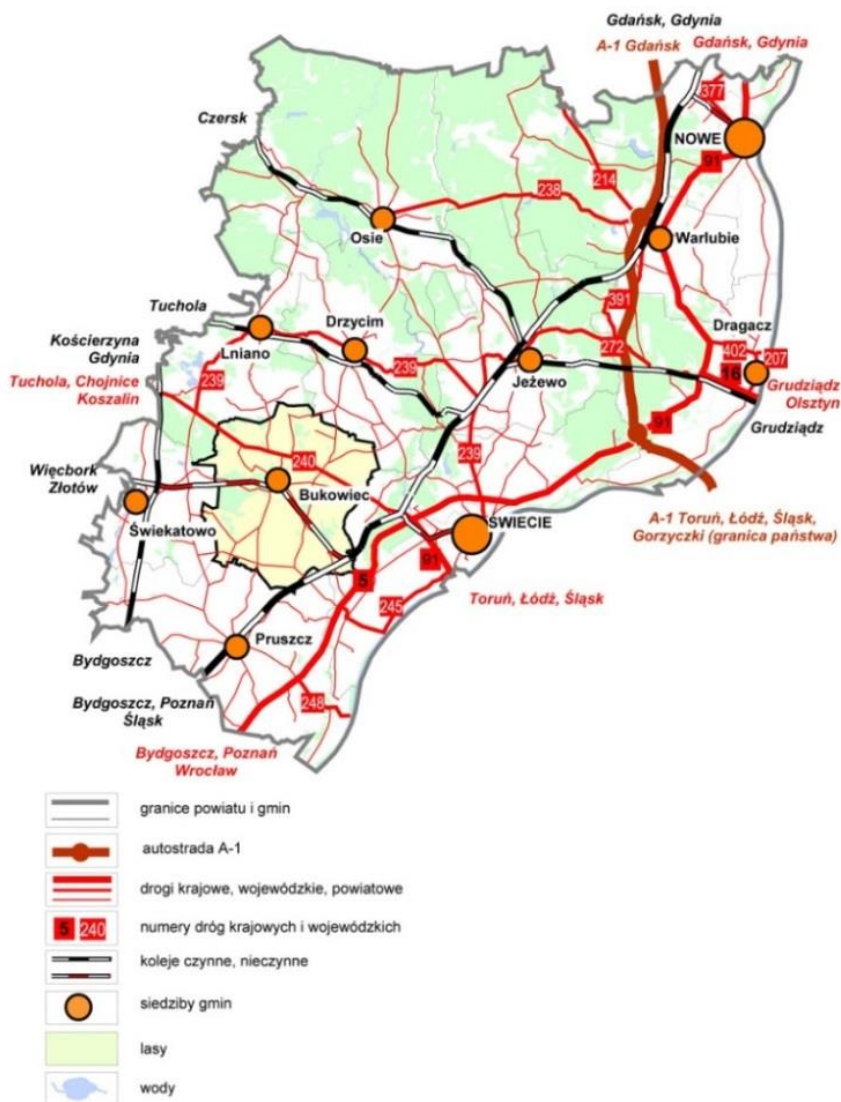 Gdańsk, Gdynia
A-1 Gdańsk
Gdańsk, Gdynia
377
Czersk
NOWE
91
214
238
Osie
Warlubie
391
Tuchola
Drzycim
Dragacz
Kościerzyna
Gdynia
Lniano
272
402
207
239
239
16
Tuchola, Chojnice
Koszalin
Jeżewo
Grudziądz
Olsztyn
91
Grudziądz
239
240
Więcbork
Złotów
Bukowiec
Świekatowo
ŚWIECIE
A-1 Toruń, Łódź, Śląsk,
Gorzyczki (granica państwa)
91
5
Toruń, Łódź, Śląsk
245
Pruszcz
Bydgoszcz
Bydgoszcz, Poznań
Śląsk
248
Bydgoszcz, Poznań
Wrocław
granice powiatu i gmin
autostrada A-1
drogi krajowe, wojewódzkie, powiatowe
5 240 numery dróg krajowych i wojewódzkich
koleje czynne, nieczynne
siedziby gmin
lasy
wody